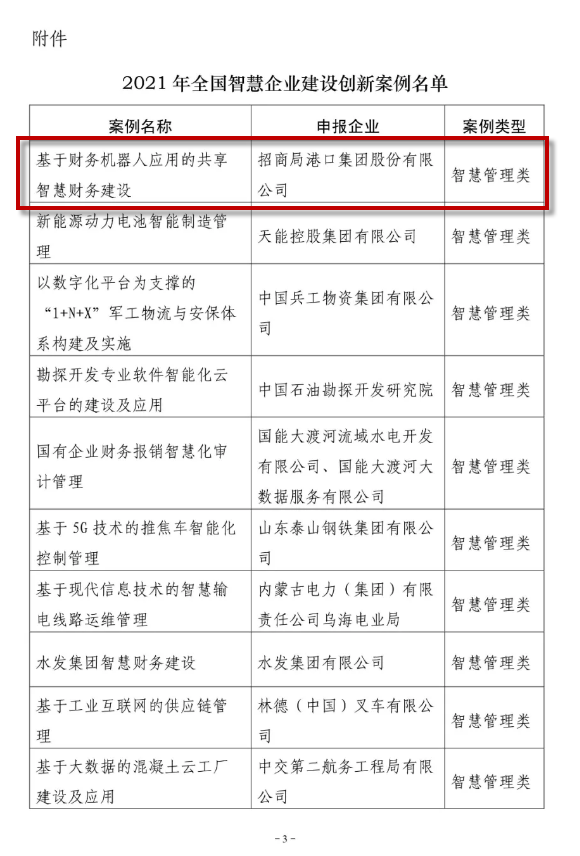 附件
2021 年全国智慧企业建设创新案例名单
案例名称 申报企业 案例类型
基于财务机器人应用的共享
智慧财务建设
招商局港口集团股份有限
公司
智慧管理类
新能源动力电池智能制造管
理
天能控股集团有限公司
智慧管理类
以数字化平台为支撑的
“1+N+X”军工物流与安保体
系构建及实施
中国兵工物资集团有限公
司
智慧管理类
勘探开发专业软件智能化云
平台的建设及应用
中国石油勘探开发研究院
智慧管理类
国有企业财务报销智慧化审
计管理
国能大渡河流域水电开发
有限公司、国能大渡河大
数据服务有限公司
智慧管理类
基于 5G 技术的推焦车智能化
控制管理
山东泰山钢铁集团有限公
司
智慧管理类
基于现代信息技术的智慧输
电线路运维管理
内蒙古电力（集团）有限
责任公司乌海电业局
智慧管理类
水发集团智慧财务建设
水发集团有限公司
智慧管理类
基于工业互联网的供应链管
理
林德（中国）叉车有限公
司
智慧管理类
基于大数据的混凝土云工厂
建设及应用
中交第二航务工程局有限
公司
智慧管理类
- 3 -